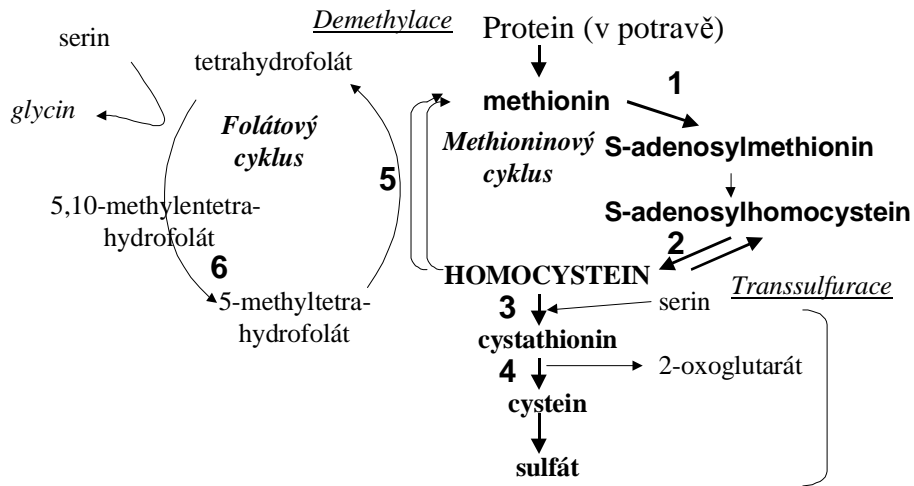 Demethylace
Protein (v potravě)
serin
tetrahydrofolát
1
methionin
glycin
Folátový
cyklus
Methioninový
cyklus
S-adenosylmethionin
5
5,10-methylentetra-
hydrofolát
S-adenosylhomocystein
2
6
HOMOCYSTEIN
5-methyltetra-
hydrofolát
3
serin
Transsulfurace
cystathionin
4
2-oxoglutarát
cystein
sulfát